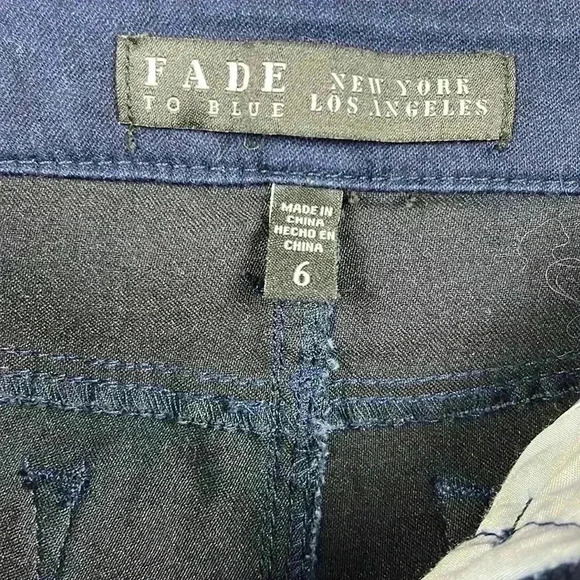 FADE
TO BLUE
NEW YORK
LOS ANGELES
MADE IN
CHINA
HECHO EN
CHINA
6